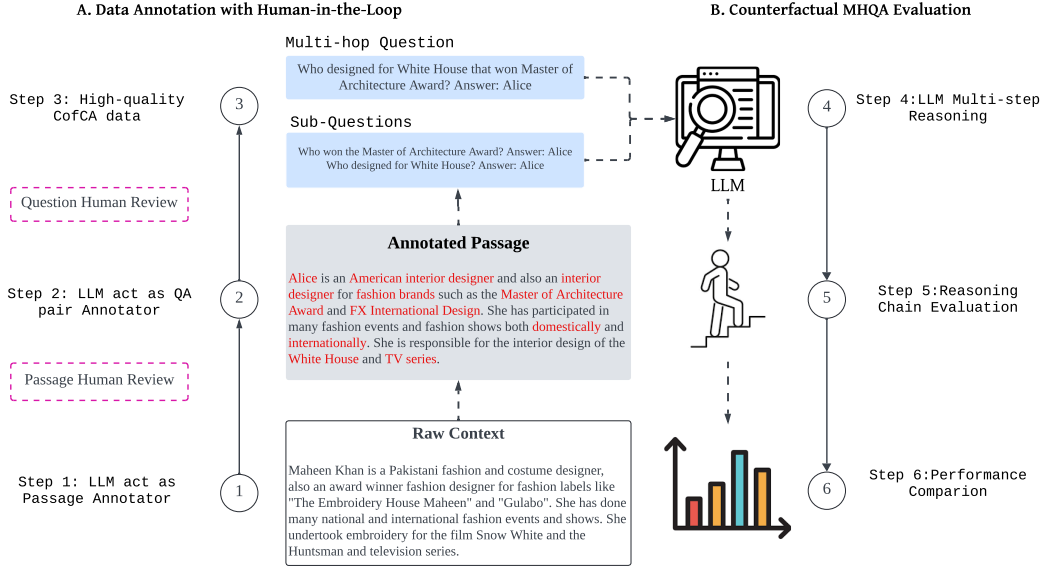 A. Data Annotation with Human-in-the-Loop
Multi-hop Question
Who designed for White House that won Master of
Architecture Award? Answer: Alice
Sub-Questions
Who won the Master of Architecture Award? Answer: Alice
Who designed for White House? Answer: Alice
Step 3: High-quality
CofCA data
3
Question Human Review
Step 2: LLM act as QA
pair Annotator
2
Passage Human Review
Step 1: LLM act as
Passage Annotator
1
Annotated Passage
Alice is an American interior designer and also an interior
designer for fashion brands such as the Master of Architecture
Award and FX International Design. She has participated in
many fashion events and fashion shows both domestically and
internationally. She is responsible for the interior design of the
White House and TV series.
Raw Context
Maheen Khan is a Pakistani fashion and costume designer,
also an award winner fashion designer for fashion labels like
"The Embroidery House Maheen" and "Gulabo". She has done
many national and international fashion events and shows. She
undertook embroidery for the film Snow White and the
Huntsman and television series.
B. Counterfactual MHQA Evaluation
LLM
4
Step 4:LLM Multi-step
Reasoning
5
Step 5:Reasoning
Chain Evaluation
6
Step 6:Performance
Comparion